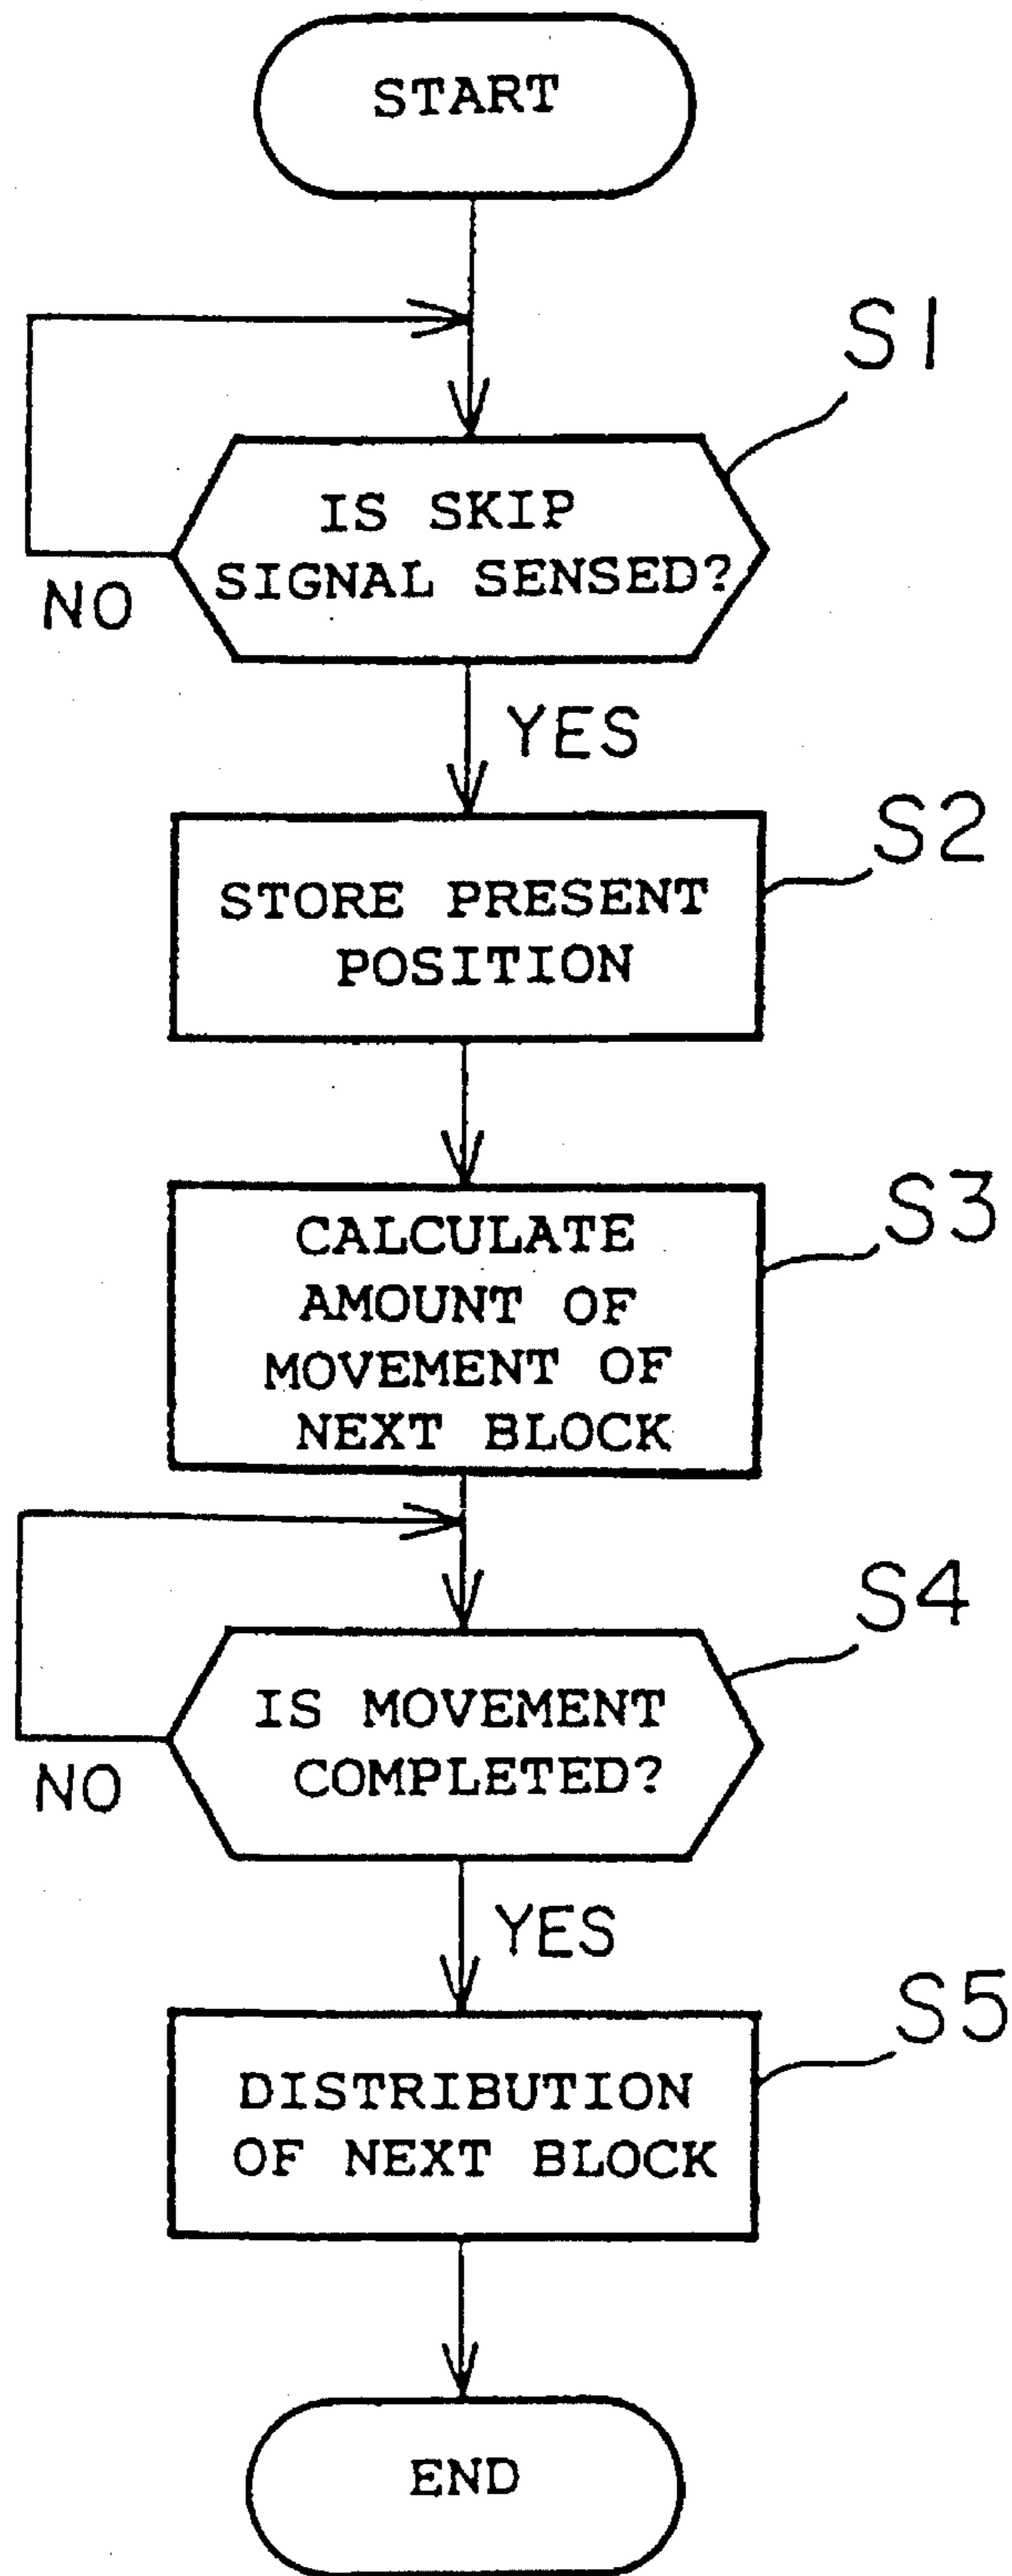 START
S1
IS SKIP
SIGNAL SENSED?
NO
YES
S2
STORE PRESENT
POSITION
S3
CALCULATE
AMOUNT OF
MOVEMENT OF
NEXT BLOCK
S4
IS MOVEMENT
COMPLETED?
NO
YES
S5
DISTRIBUTION
OF NEXT BLOCK
END